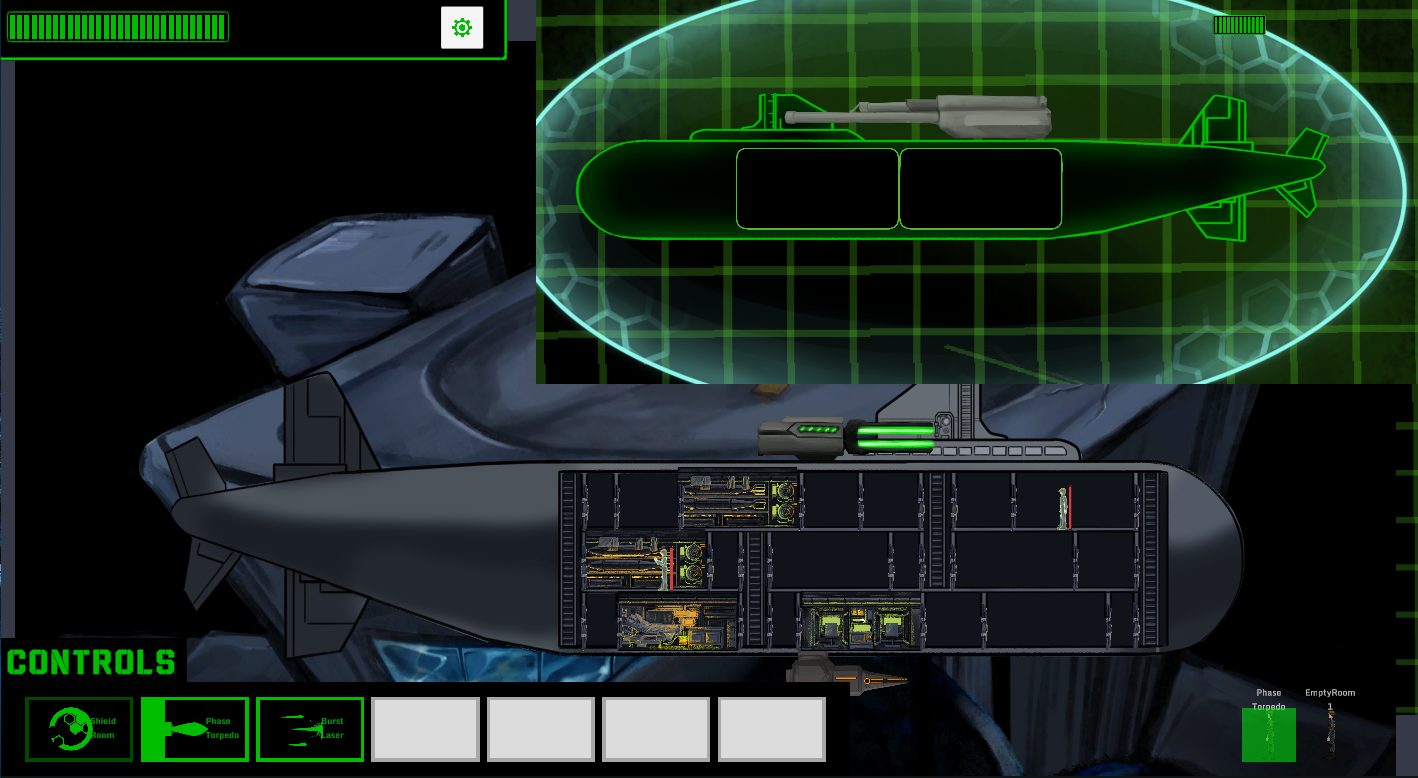 CONTROLS
Shield
Room
Phase
Torpedo
Burst
Laser
Phase
Torpedo
EmptyRoom
1